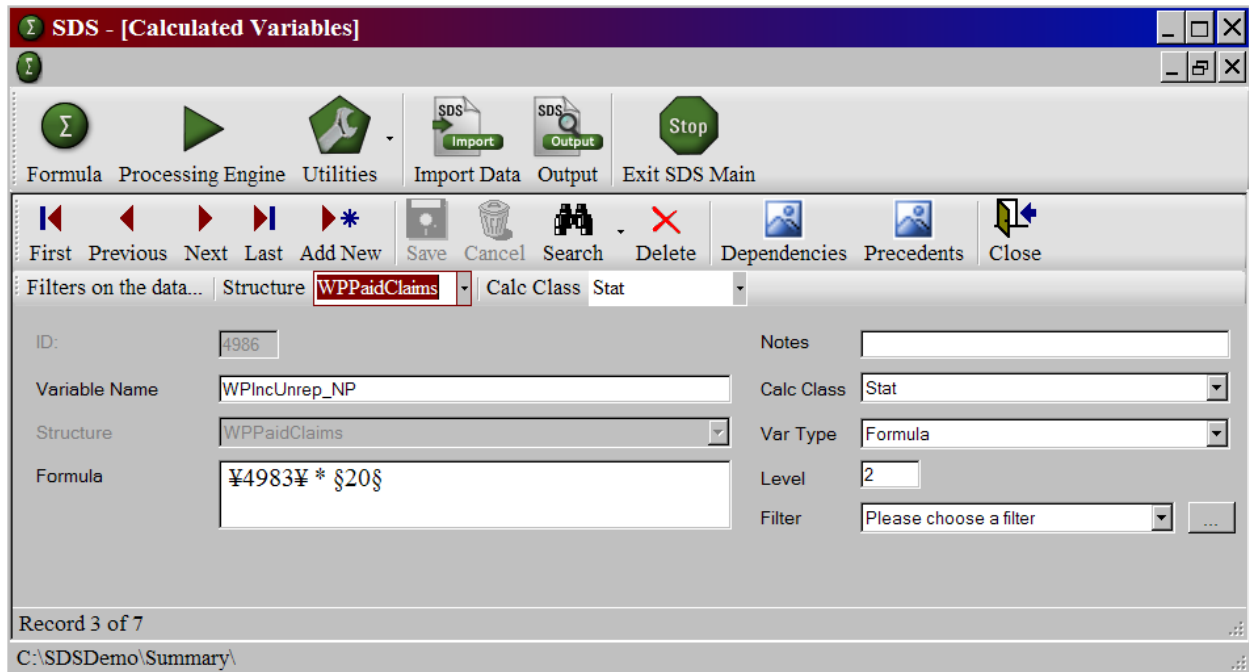 Σ SDS - [Calculated Variables]
Σ
Σ SDS Import SDS Output Stop
Formula Processing Engine Utilities Import Data Output Exit SDS Main
First Previous Next Last Add New Save Cancel Search Delete Dependencies Precedents Close
Filters on the data... Structure WPPaidClaims Calc Class Stat
ID: 4986 Notes
Variable Name WPIncUnrep_NP Calc Class Stat
Structure WPPaidClaims Var Type Formula
Formula ¥4983¥ * §20§ Level 2
Filter Please choose a filter ...
Record 3 of 7
C:\SDSDemo\Summary\